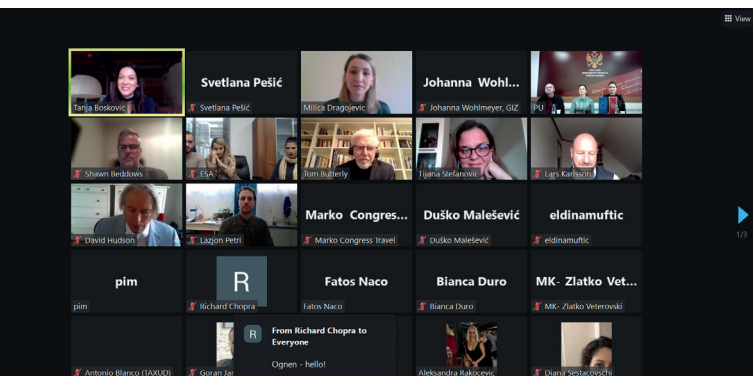 View
Tanja Boskovic
Svetlana Pešić
Svetlana Pešić
Milica Dragojevic
Johanna Wohl...
Johanna Wohlmeyer, GIZ
PU
Shawn Beddows
ESA
Tom Butterly
Tijana Stefanovic
Lars Karlsson
David Hudson
Lazjon Petri
Marko Congres...
Marko Congress Travel
Duško Malešević
Duško Malešević
eldinamuftic
eldinamuftic
1/3
pim
pim
R
Richard Chopra
Fatos Naco
Fatos Naco
Bianca Duro
Bianca Duro
MK- Zlatko Vet...
MK- Zlatko Veterovski
Antonio Blanco (TAXUD)
Goran
R
From Richard Chopra to
Everyone
Ognen - hello!
Aleksandra Rakocevic
Diana Sestacovschi